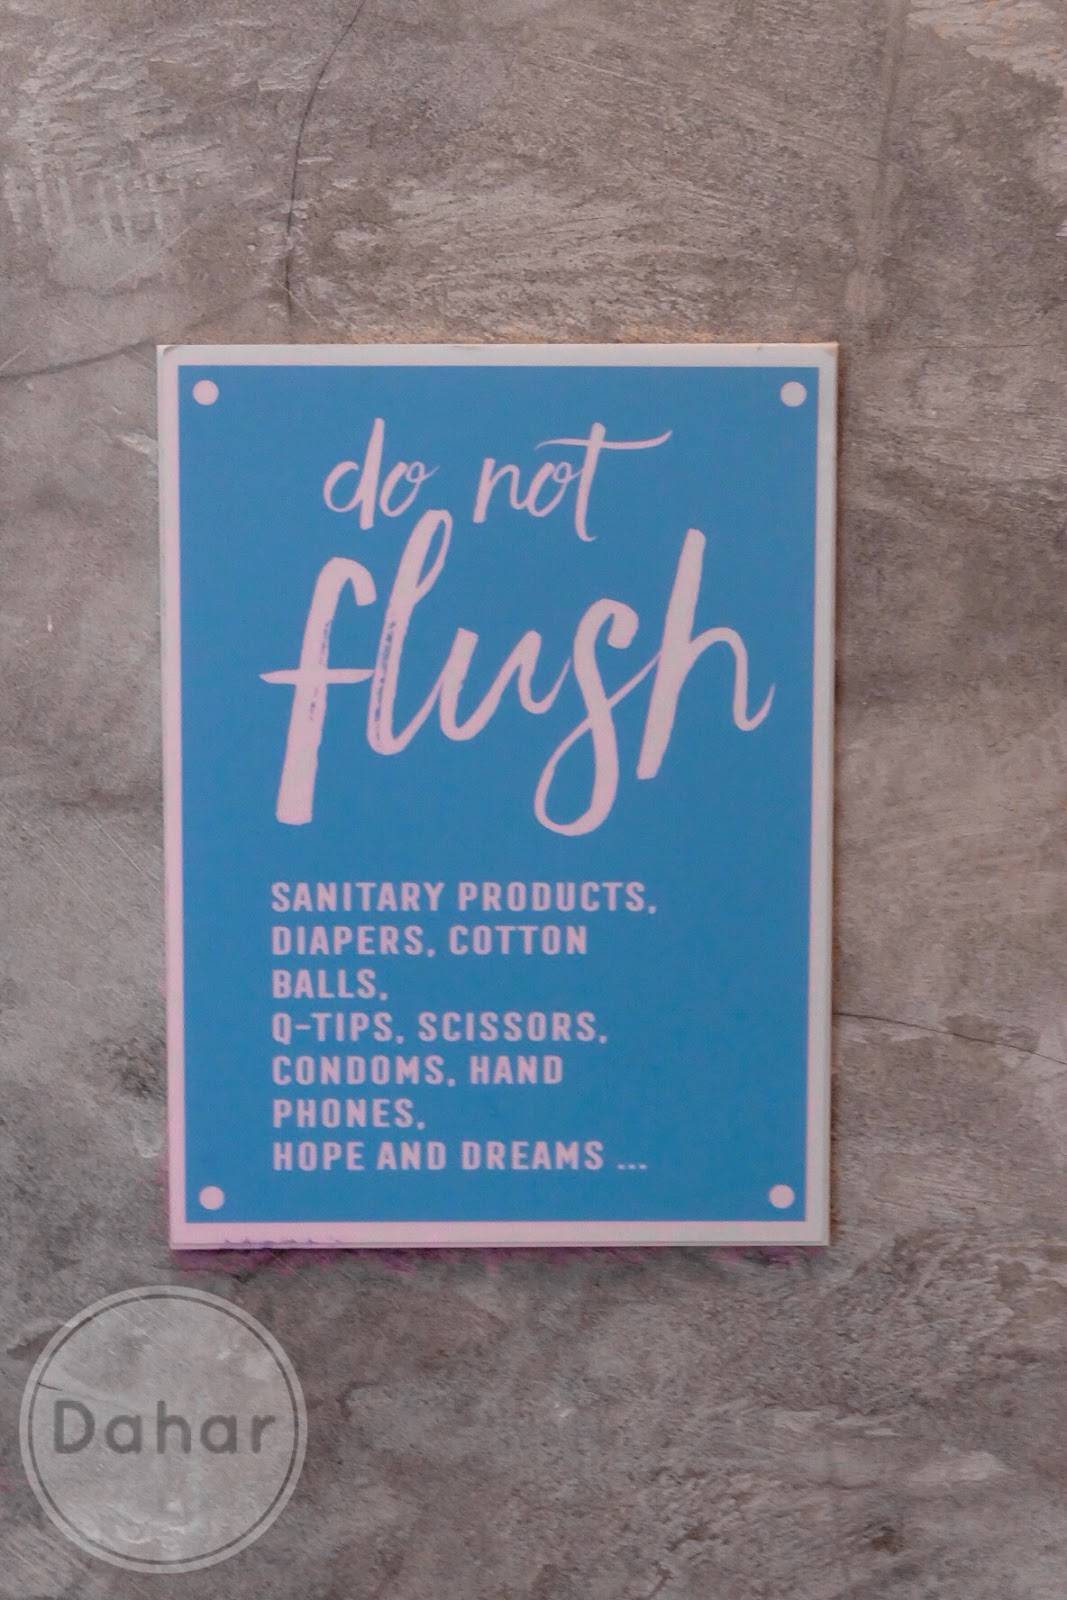 do not
flush
SANITARY PRODUCTS,
DIAPERS, COTTON
BALLS,
Q-TIPS, SCISSORS,
CONDOMS, HAND
PHONES,
HOPE AND DREAMS ...
Dahar